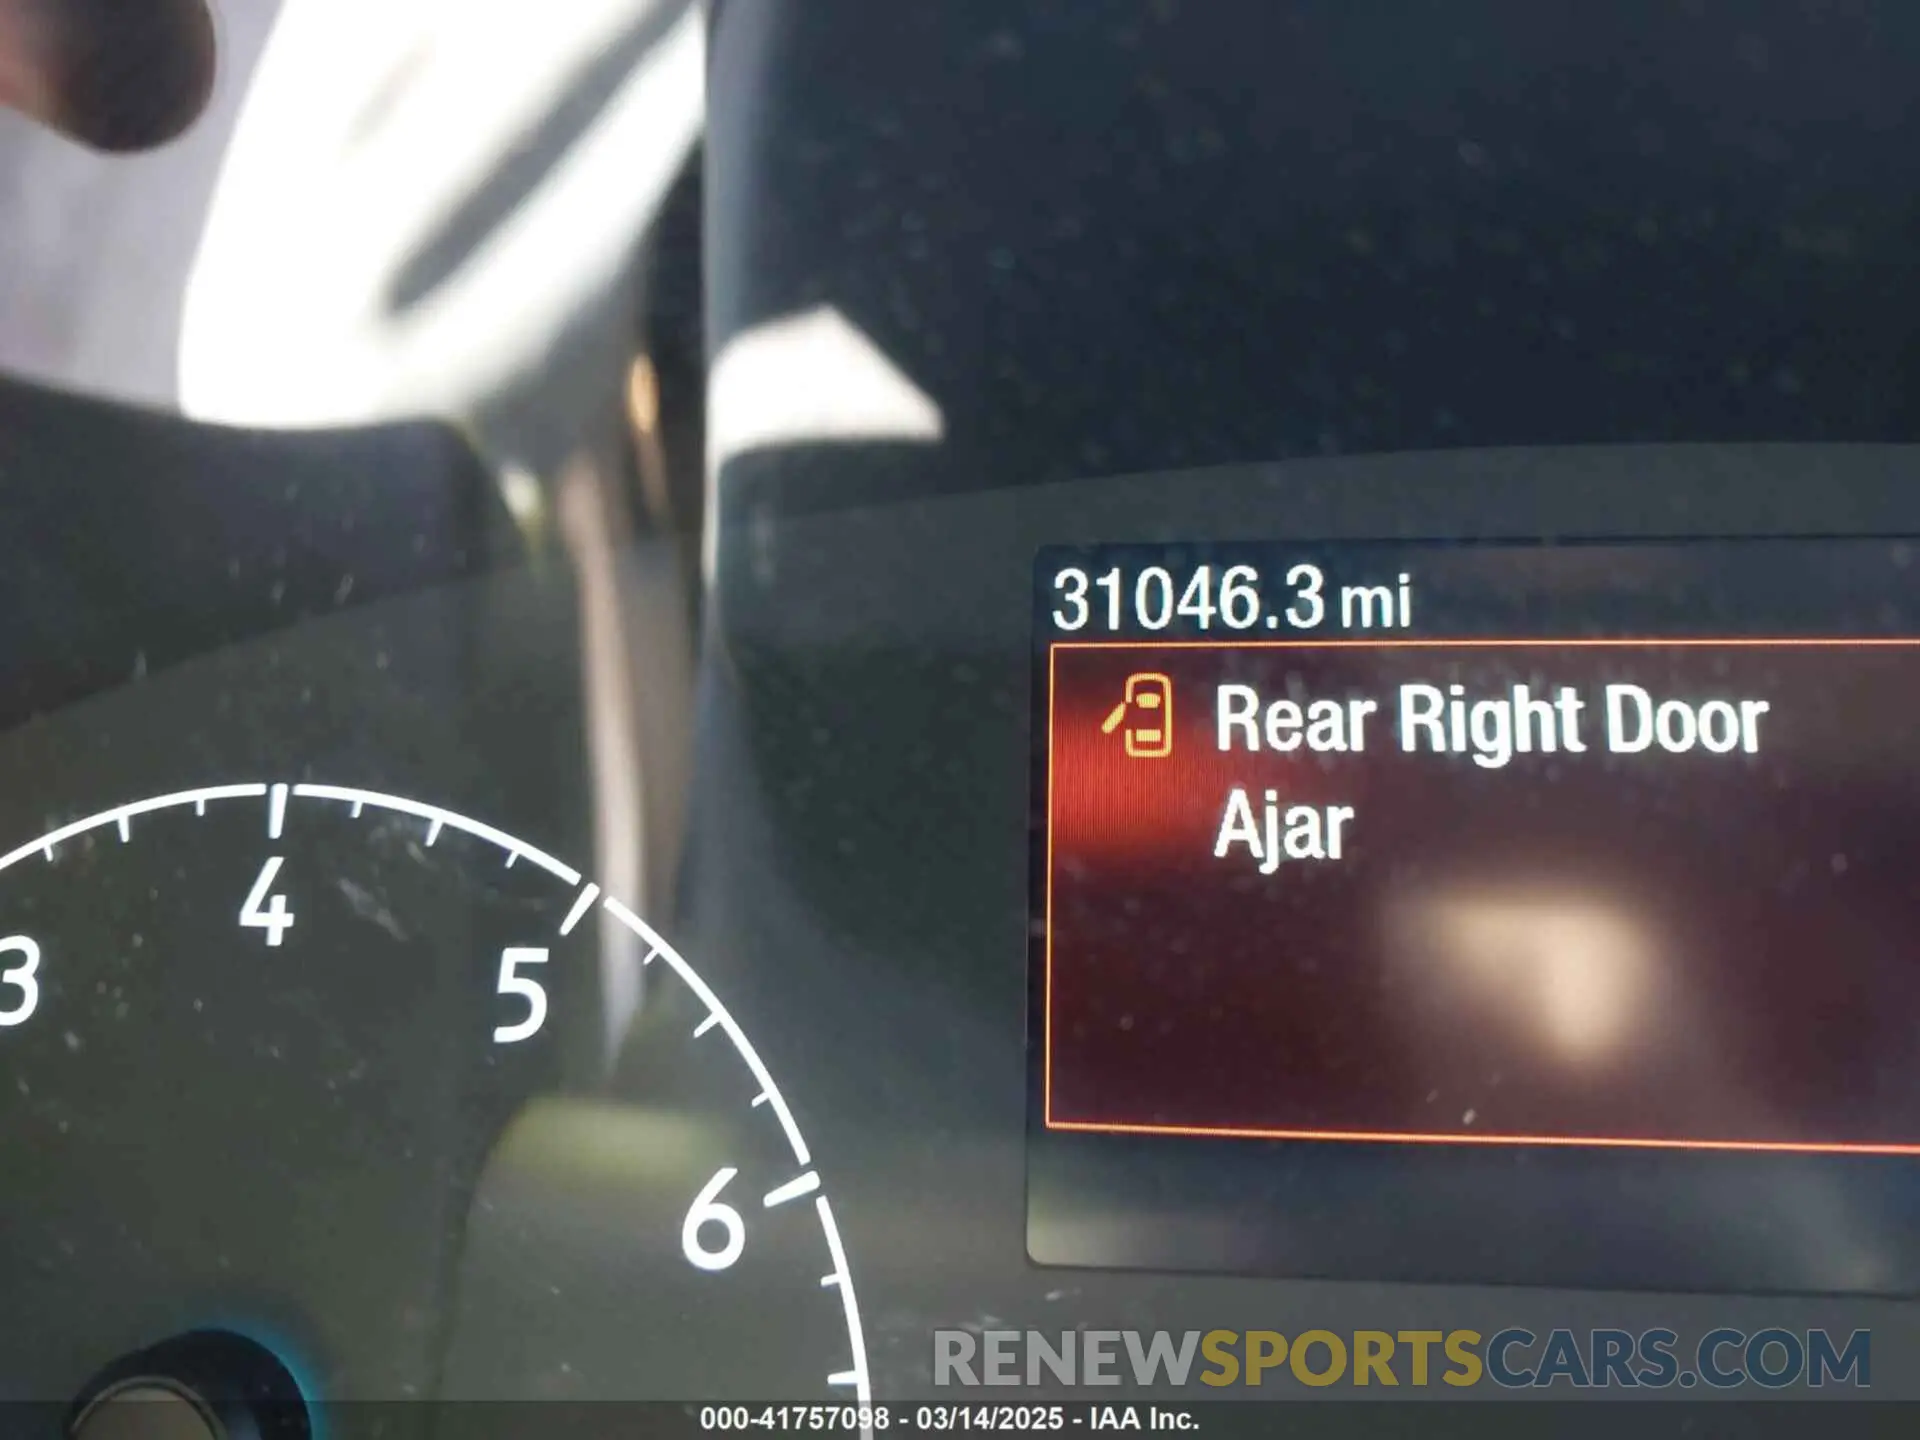 31046.3 mi
Rear Right Door
Ajar
3
4
5
6
RENEWSPORTSCARS.COM
000-41757098 - 03/14/2025 - IAA Inc.